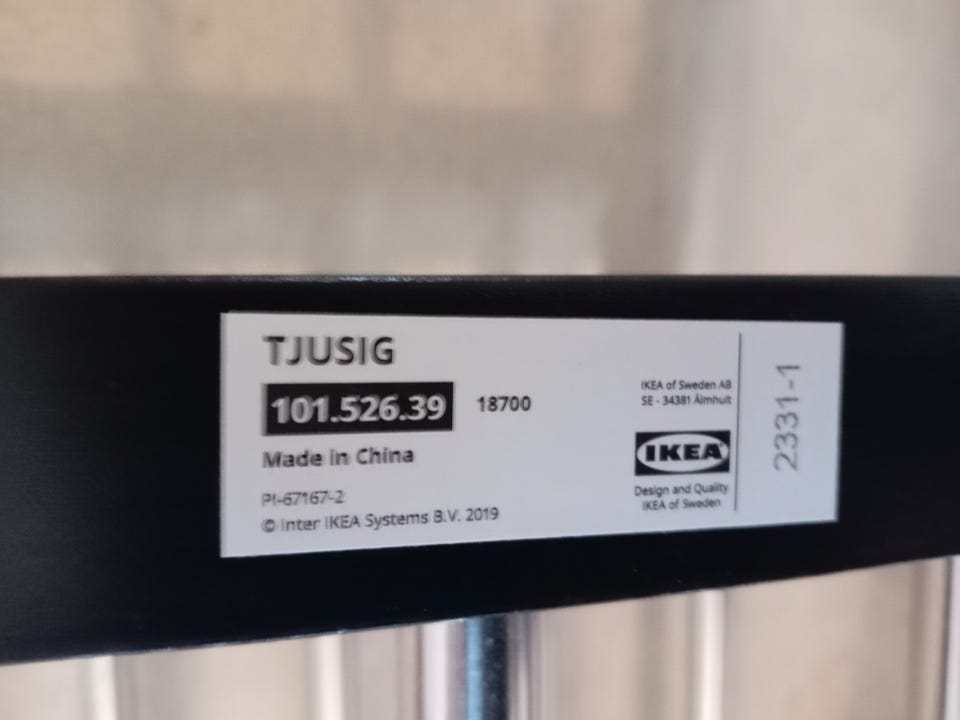 TJUSIG
101.526.39 18700
Made in China
PI-67167-2
© Inter IKEA Systems B.V. 2019
IKEA of Sweden AB
SE - 34381 Älmhult
IKEA
Design and Quality
IKEA of Sweden
2331-1